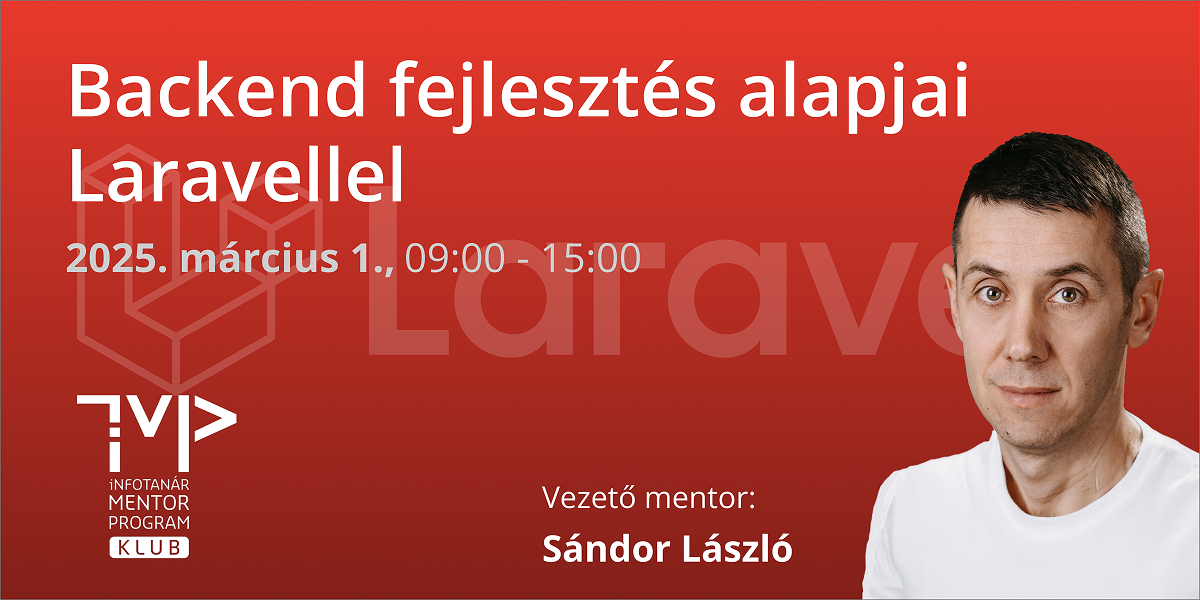 Backend fejlesztés alapjai
Laravellel
2025. március 1., 09:00 - 15:00
Larave
iMP
iNFOTANÁR
MENTOR
PROGRAM
KLUB
Vezető mentor:
Sándor László